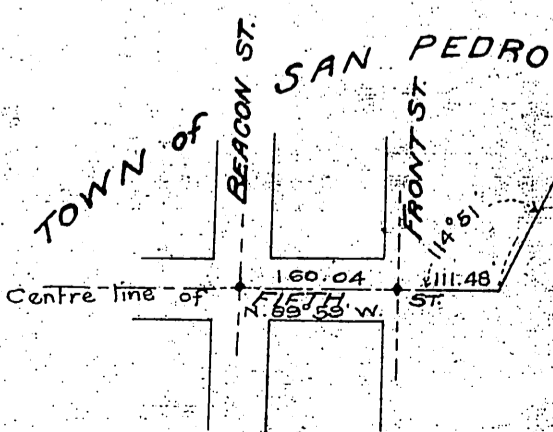 TOWN of SAN PEDRO
BEACON ST.
FRONT ST.
114°51'
160.04
111.48'
Centre line of FIFTH ST.
N. 89°59' W.